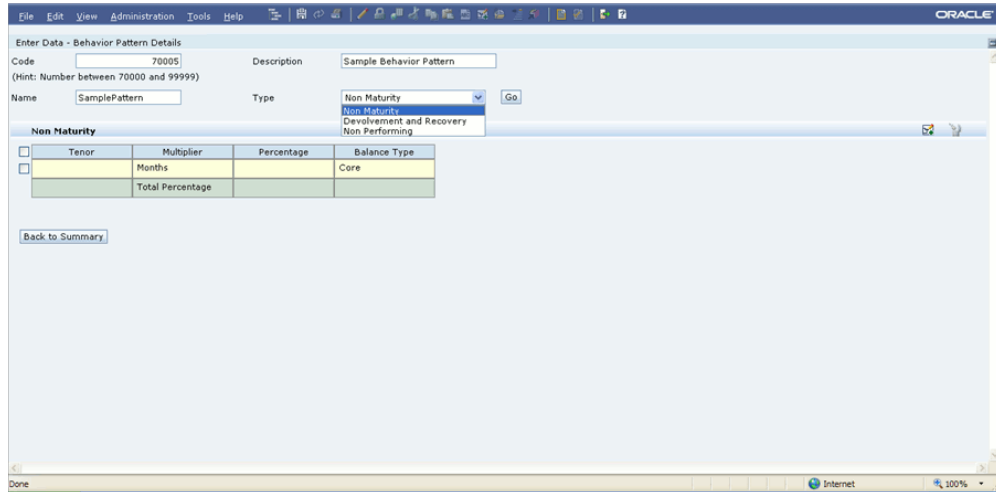 File Edit View Administration Tools Help ORACLE
Enter Data - Behavior Pattern Details
Code 70005 Description Sample Behavior Pattern
(Hint: Number between 70000 and 99999)
Name SamplePattern Type Non Maturity Go
Non Maturity
Devolvement and Recovery
Non Performing
Non Maturity
Tenor Multiplier Percentage Balance Type
Months Core
Total Percentage
Back to Summary
Done Internet 100%